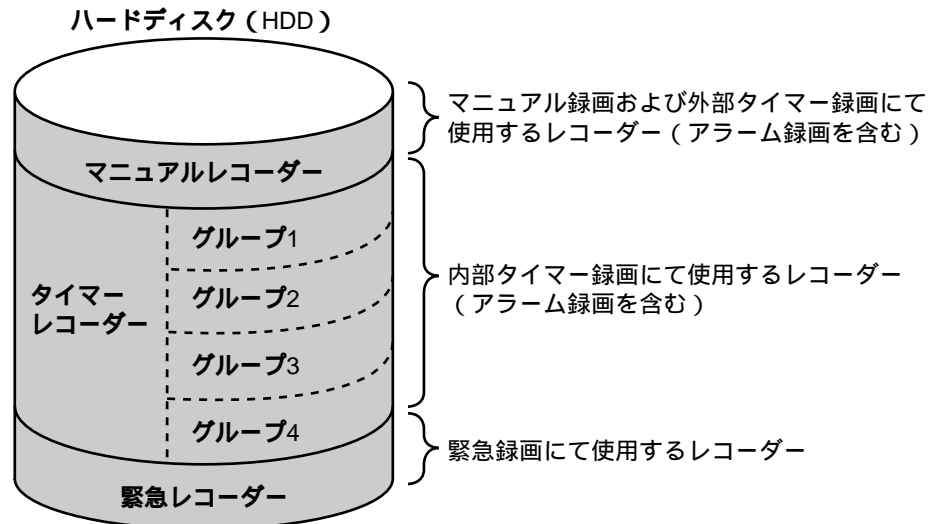 ハードディスク（HDD）
マニュアル録画および外部タイマー録画にて
使用するレコーダー（アラーム録画を含む）
マニュアルレコーダー
グループ1
グループ2
グループ3
グループ4
タイマー
レコーダー
内部タイマー録画にて使用するレコーダー
（アラーム録画を含む）
緊急録画にて使用するレコーダー
緊急レコーダー